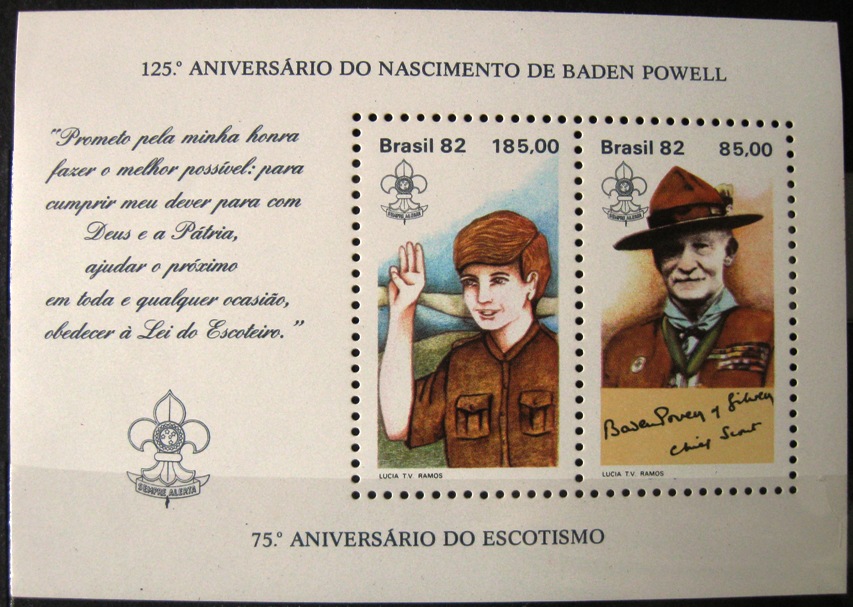 125.º ANIVERSÁRIO DO NASCIMENTO DE BADEN POWELL
"Prometo pela minha honra
fazer o melhor possível: para
cumprir meu dever para com
Deus e a Pátria,
ajudar o próximo
em toda e qualquer ocasião,
obedecer à Lei do Escoteiro."
SEMPRE ALERTA
Brasil 82 185,00
SEMPRE ALERTA
LUCIA T.V. RAMOS
Brasil 82 85,00
SEMPRE ALERTA
Baden Powell of Gilwell
Chief Scout
LUCIA T.V. RAMOS
75.º ANIVERSÁRIO DO ESCOTISMO